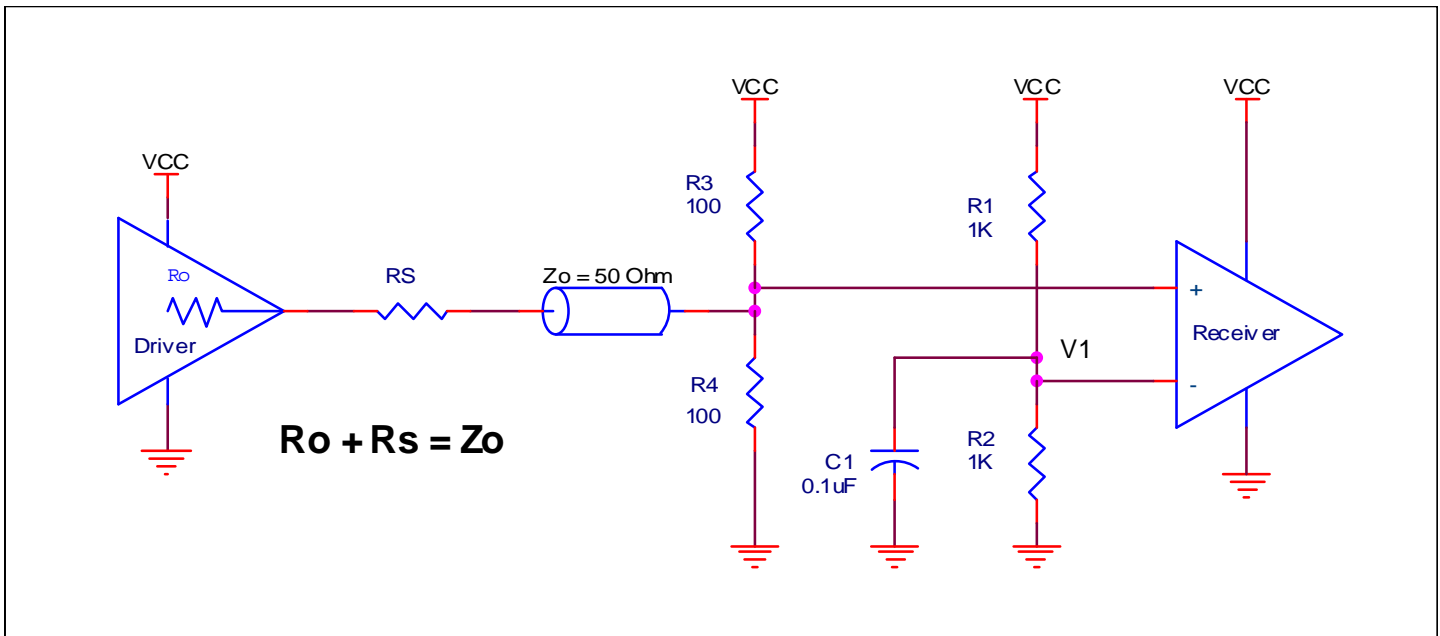 VCC
VCC
VCC
VCC
R3
100
R1
1K
Ro
RS
Zo = 50 Ohm
+
Driver
Receiver
V1
R4
100
-
Ro + Rs = Zo
C1
0.1uF
R2
1K